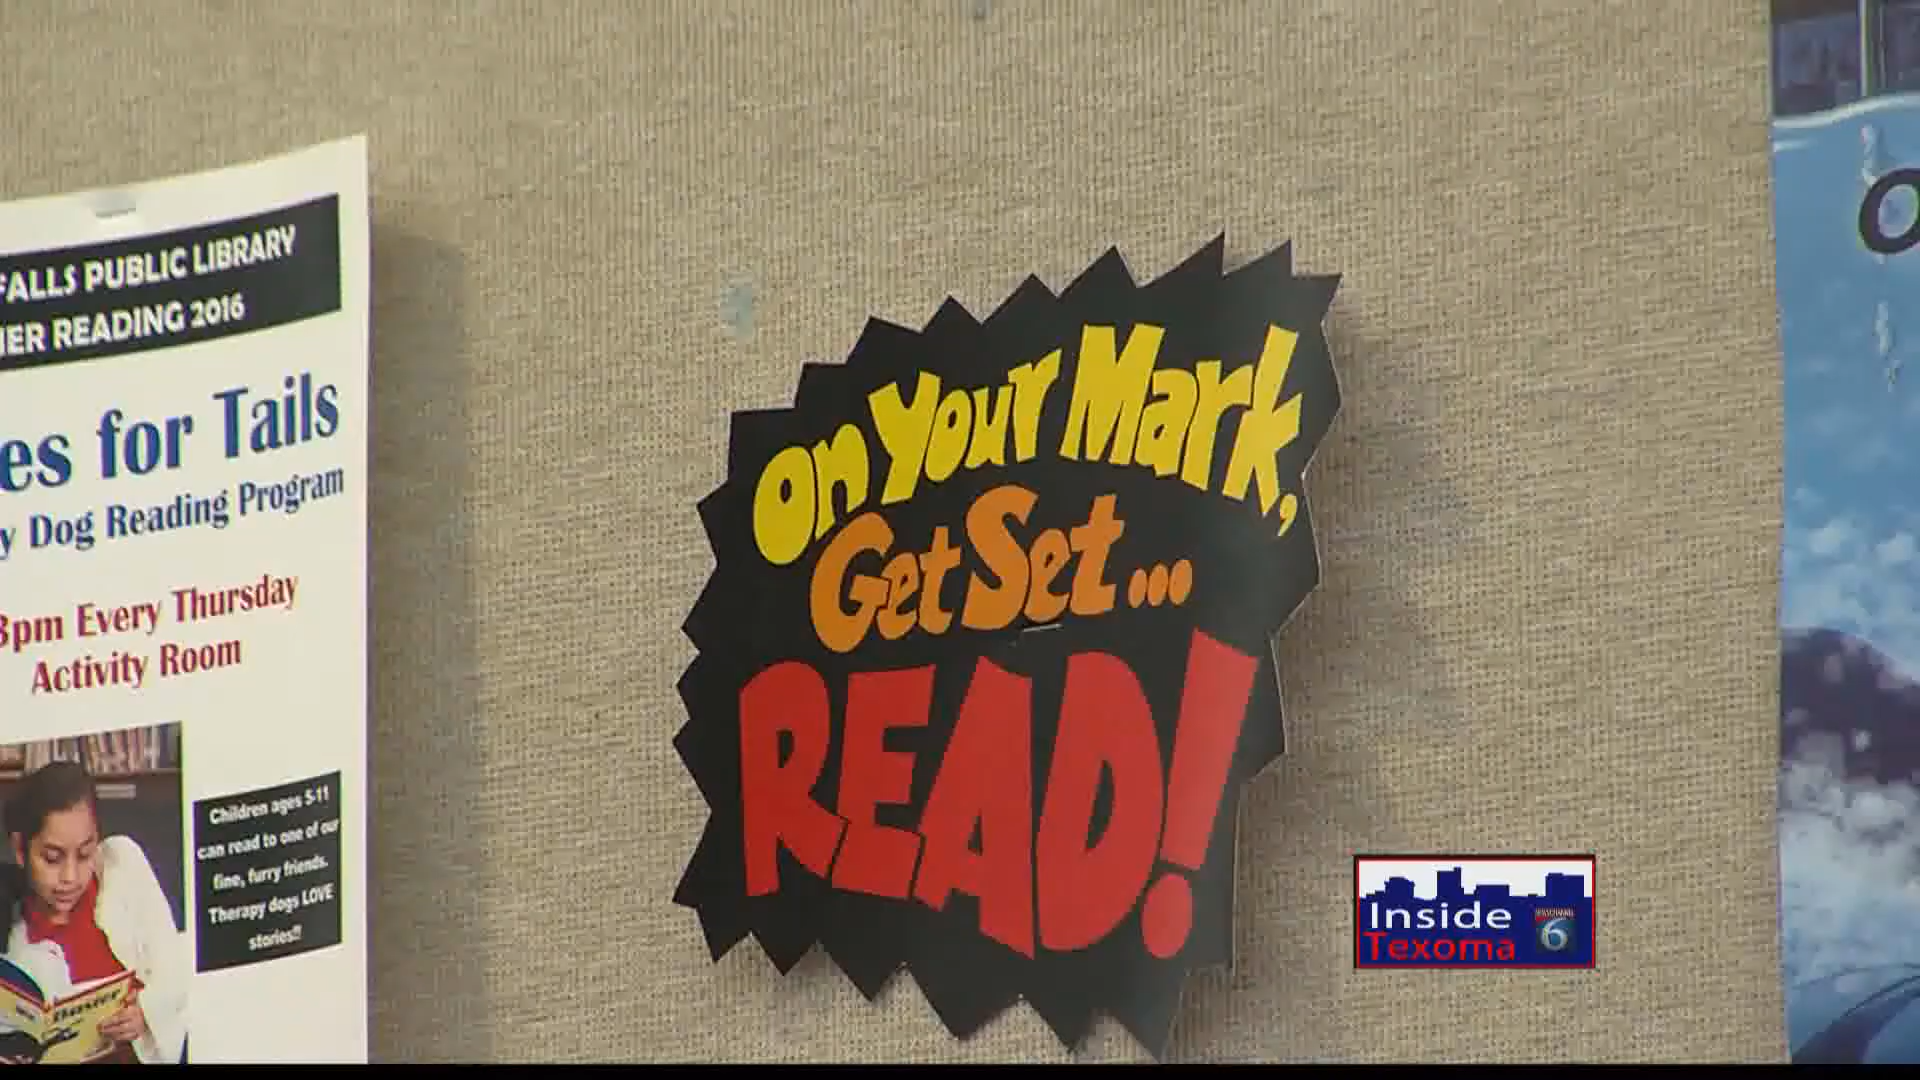 FALLS PUBLIC LIBRARY
ER READING 2016
es for Tails
y Dog Reading Program
3pm Every Thursday
Activity Room
Children ages 5-11
can read to one of our
fine, furry friends.
Therapy dogs LOVE
stories!!
Buster
On Your Mark,
Get Set...
READ!
Inside
Texoma
6
O